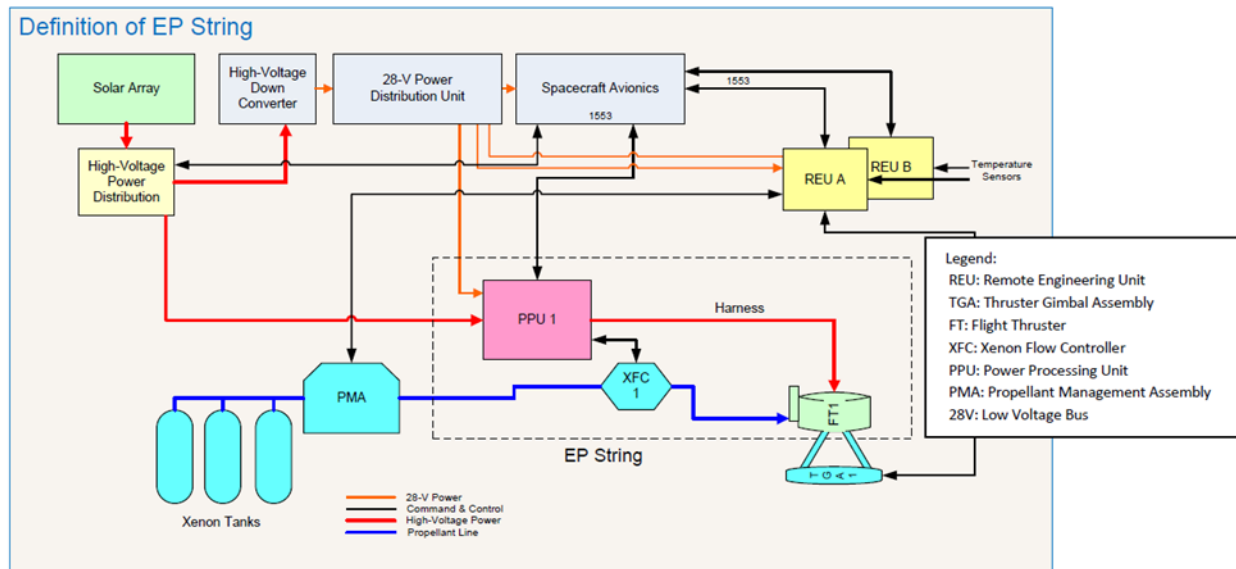 Definition of EP String
Solar Array
High-Voltage
Down
Converter
28-V Power
Distribution Unit
Spacecraft Avionics
1553
1553
High-Voltage
Power
Distribution
REU A
REU B
Temperature
Sensors
Legend:
REU: Remote Engineering Unit
TGA: Thruster Gimbal Assembly
FT: Flight Thruster
XFC: Xenon Flow Controller
PPU: Power Processing Unit
PMA: Propellant Management Assembly
28V: Low Voltage Bus
PPU 1
Harness
PMA
XFC
1
FT1
TGA1
EP String
Xenon Tanks
28-V Power
Command & Control
High-Voltage Power
Propellant Line